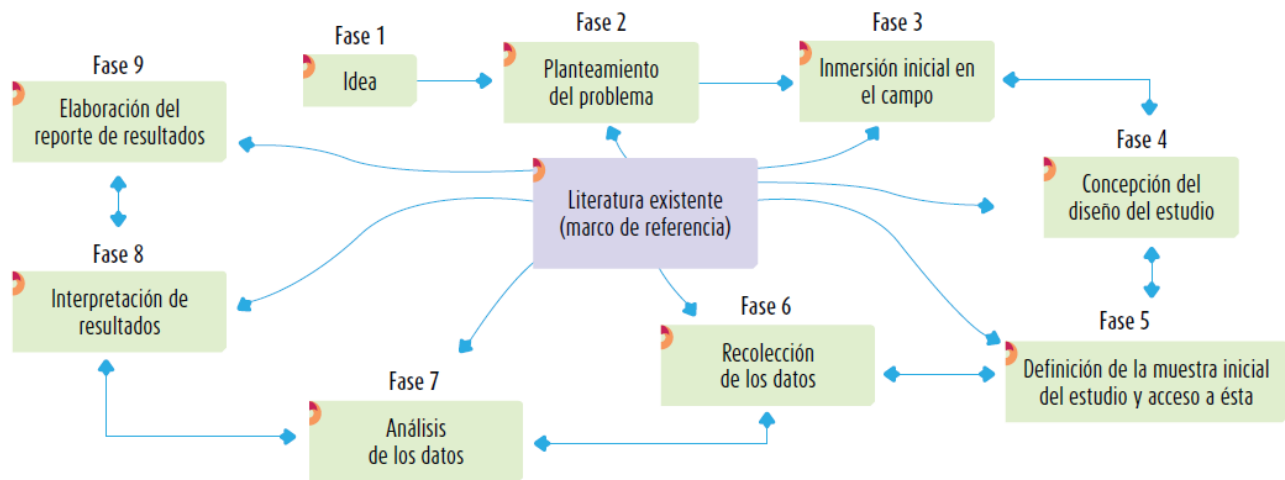 Fase 1
Idea
Fase 2
Planteamiento
del problema
Fase 3
Inmersión inicial en
el campo
Fase 4
Concepción del
diseño del estudio
Fase 5
Definición de la muestra inicial
del estudio y acceso a ésta
Fase 6
Recolección
de los datos
Fase 7
Análisis
de los datos
Fase 8
Interpretación de
resultados
Fase 9
Elaboración del
reporte de resultados
Literatura existente
(marco de referencia)